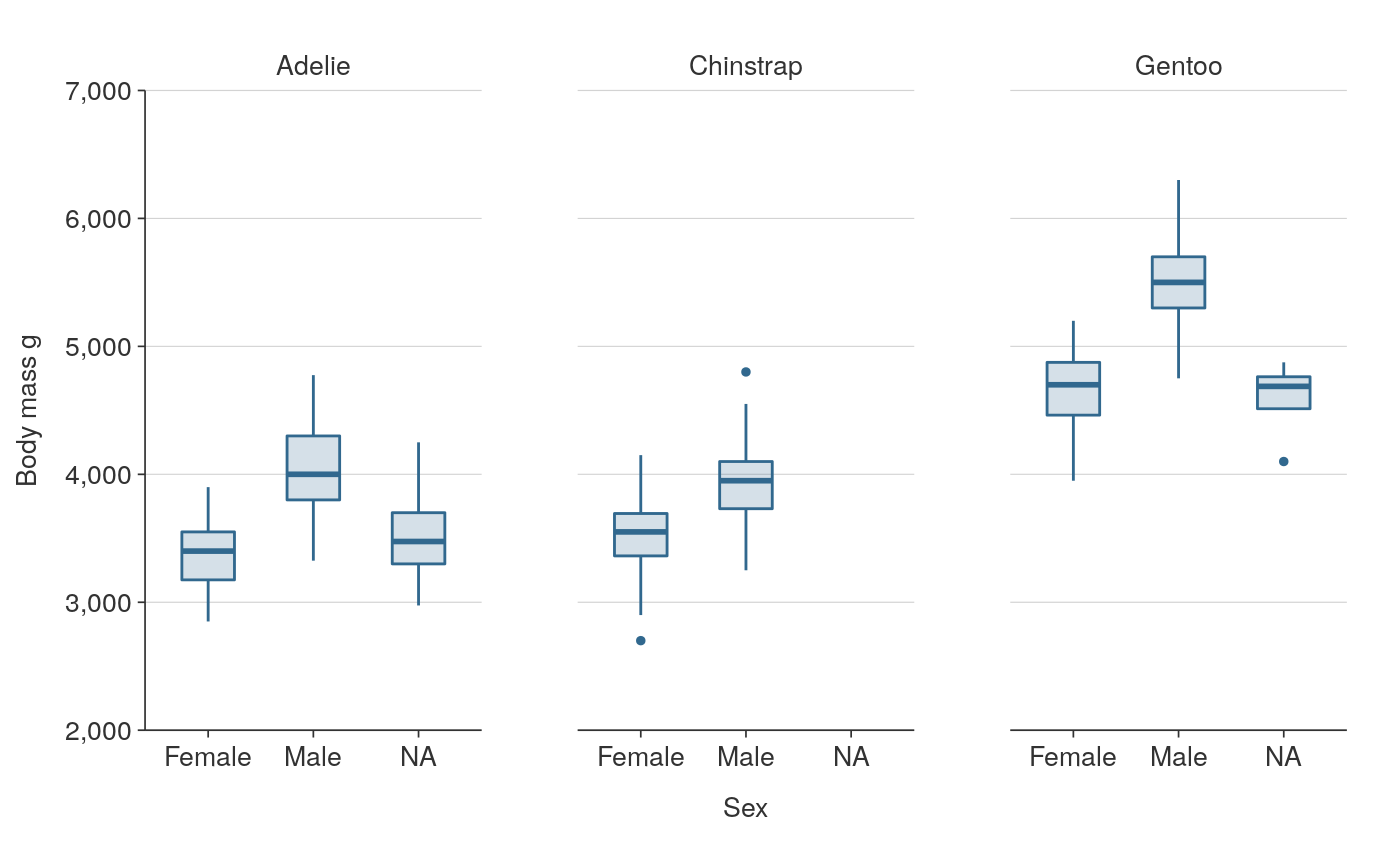 Adelie
Chinstrap
Gentoo
7,000
6,000
5,000
4,000
3,000
2,000
Body mass g
Female Male NA
Female Male NA
Female Male NA
Sex